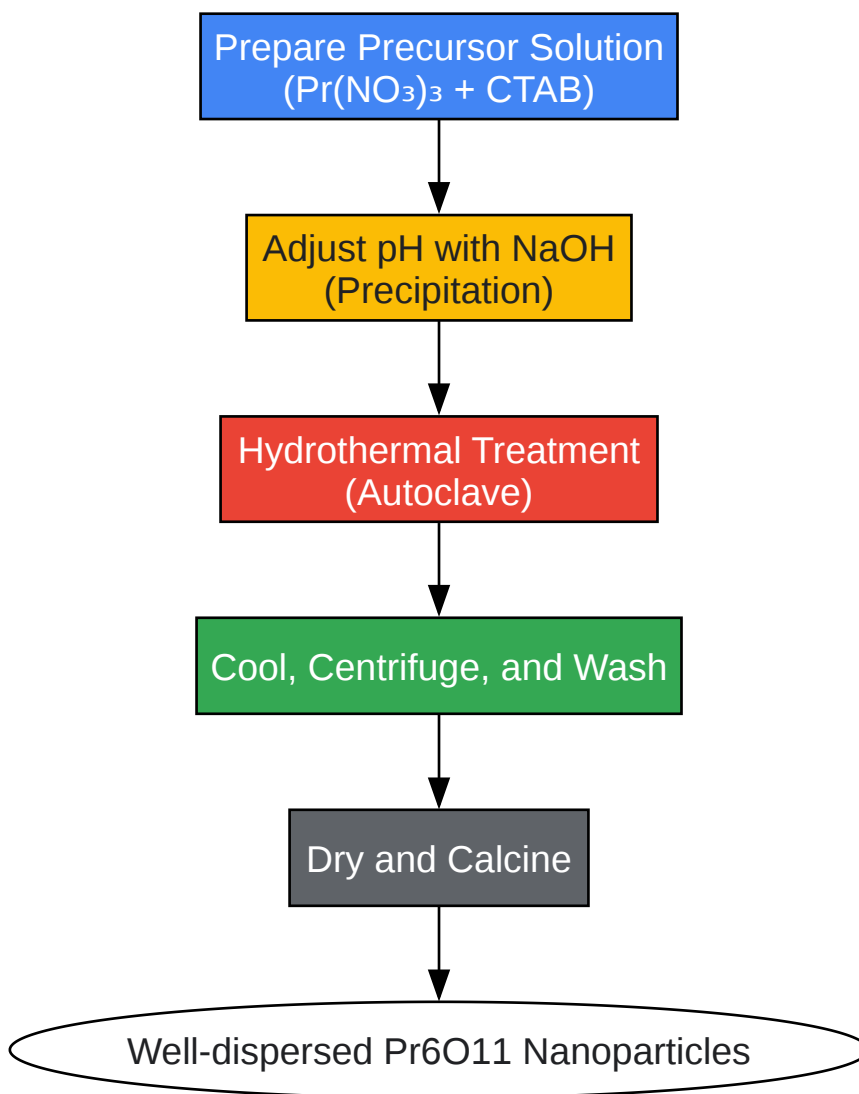 Prepare Precursor Solution
(Pr(NO₃)₃ + CTAB)
Adjust pH with NaOH
(Precipitation)
Hydrothermal Treatment
(Autoclave)
Cool, Centrifuge, and Wash
Dry and Calcine
Well-dispersed Pr6O11 Nanoparticles